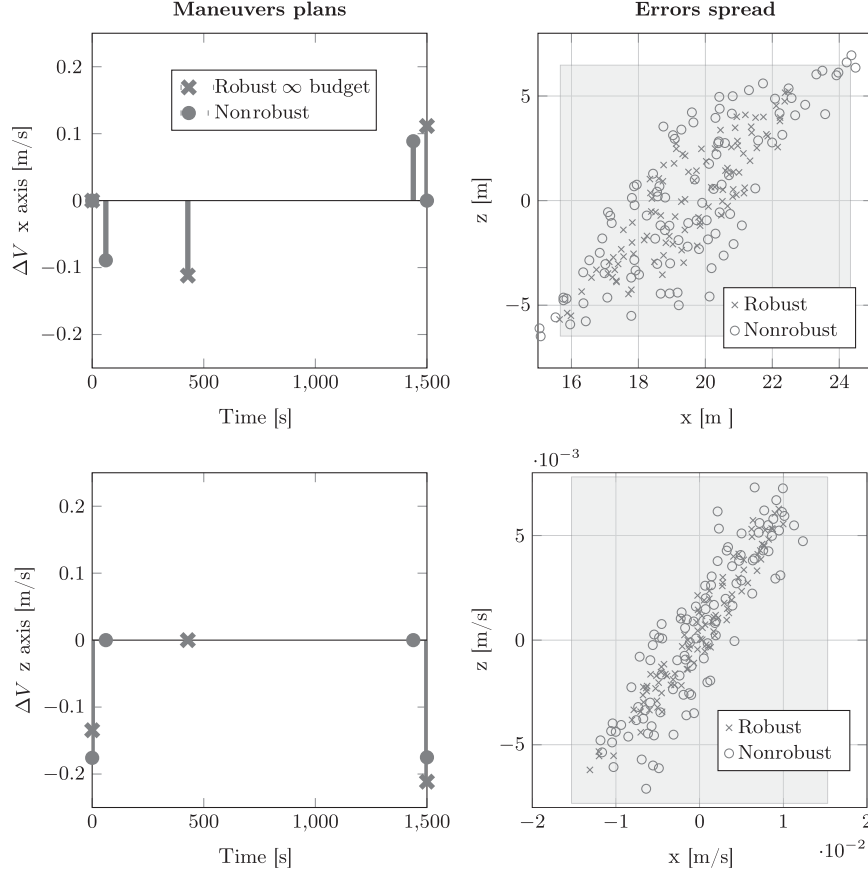 Maneuvers plans
0.2
0.1
0
−0.1
−0.2
ΔV x axis [m/s]
Robust ∞ budget
Nonrobust
0 500 1,000 1,500
Time [s]
Errors spread
5
0
−5
z [m]
Robust
Nonrobust
16 18 20 22 24
x [m ]
0.2
0.1
0
−0.1
−0.2
ΔV z axis [m/s]
0 500 1,000 1,500
Time [s]
·10−3
5
0
−5
z [m/s]
Robust
Nonrobust
−2 −1 0 1 2
·10−2
x [m/s]